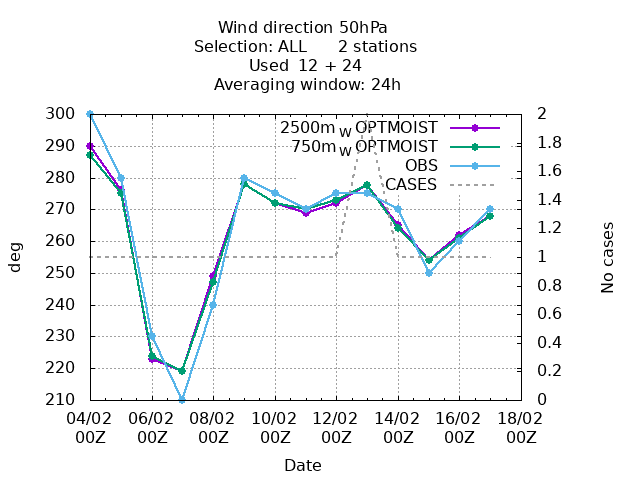 Wind direction 50hPa
Selection: ALL 2 stations
Used 12 + 24
Averaging window: 24h
2500m W OPTMOIST
750m W OPTMOIST
OBS
CASES
300
290
280
270
260
250
240
230
220
210
deg
2
1.8
1.6
1.4
1.2
1
0.8
0.6
0.4
0.2
0
No cases
04/02 06/02 08/02 10/02 12/02 14/02 16/02 18/02
00Z 00Z 00Z 00Z 00Z 00Z 00Z 00Z
Date